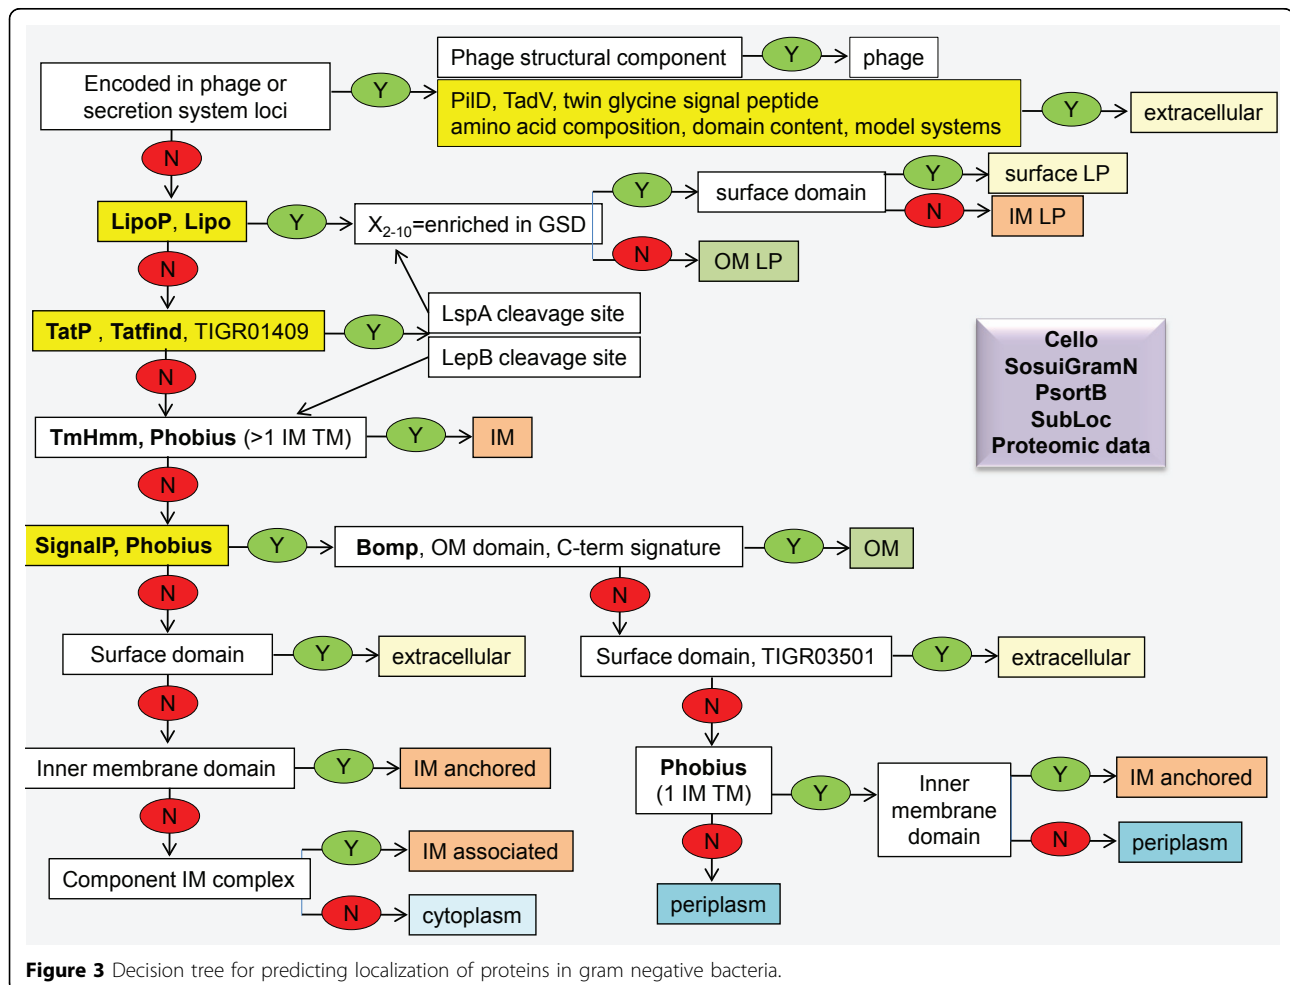 Phage structural component
Y
phage
Encoded in phage or
secretion system loci
Y
PilD, TadV, twin glycine signal peptide
amino acid composition, domain content, model systems
Y
extracellular
N
LipoP, Lipo
Y
X2-10=enriched in GSD
Y
surface domain
Y
surface LP
N
IM LP
N
OM LP
N
TatP , Tatfind, TIGR01409
Y
LspA cleavage site
LepB cleavage site
Cello
SosuiGramN
PsortB
SubLoc
Proteomic data
N
TmHmm, Phobius (>1 IM TM)
Y
IM
N
SignalP, Phobius
Y
Bomp, OM domain, C-term signature
Y
OM
N
N
Surface domain
Y
extracellular
Surface domain, TIGR03501
Y
extracellular
N
N
Inner membrane domain
Y
IM anchored
Phobius
(1 IM TM)
Y
Inner
membrane
domain
Y
IM anchored
N
periplasm
N
N
Component IM complex
Y
IM associated
N
cytoplasm
periplasm
Figure 3 Decision tree for predicting localization of proteins in gram negative bacteria.